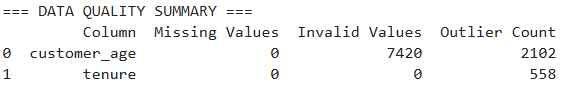 === DATA QUALITY SUMMARY ===
Column Missing Values Invalid Values Outlier Count
0 customer_age 0 7420 2102
1 tenure 0 0 558